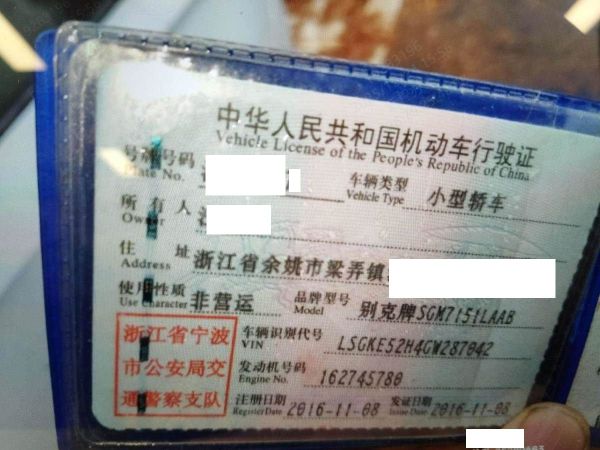 中华人民共和国机动车行驶证
Vehicle License of the People's Republic of China
号牌号码
Plate No.
车辆类型 小型轿车
Vehicle Type
所有人
Owner
住址 浙江省余姚市梁弄镇
Address
使用性质 非营运
Use Character
品牌型号 别克牌SGM7151LAAB
Model
浙江省宁波
市公安局交
通警察支队
车辆识别代号 LSGKE52H4GW287042
VIN
发动机号码 162745780
Engine No.
注册日期 2016-11-08
Register Date
发证日期 2016-11-08
Issue Date